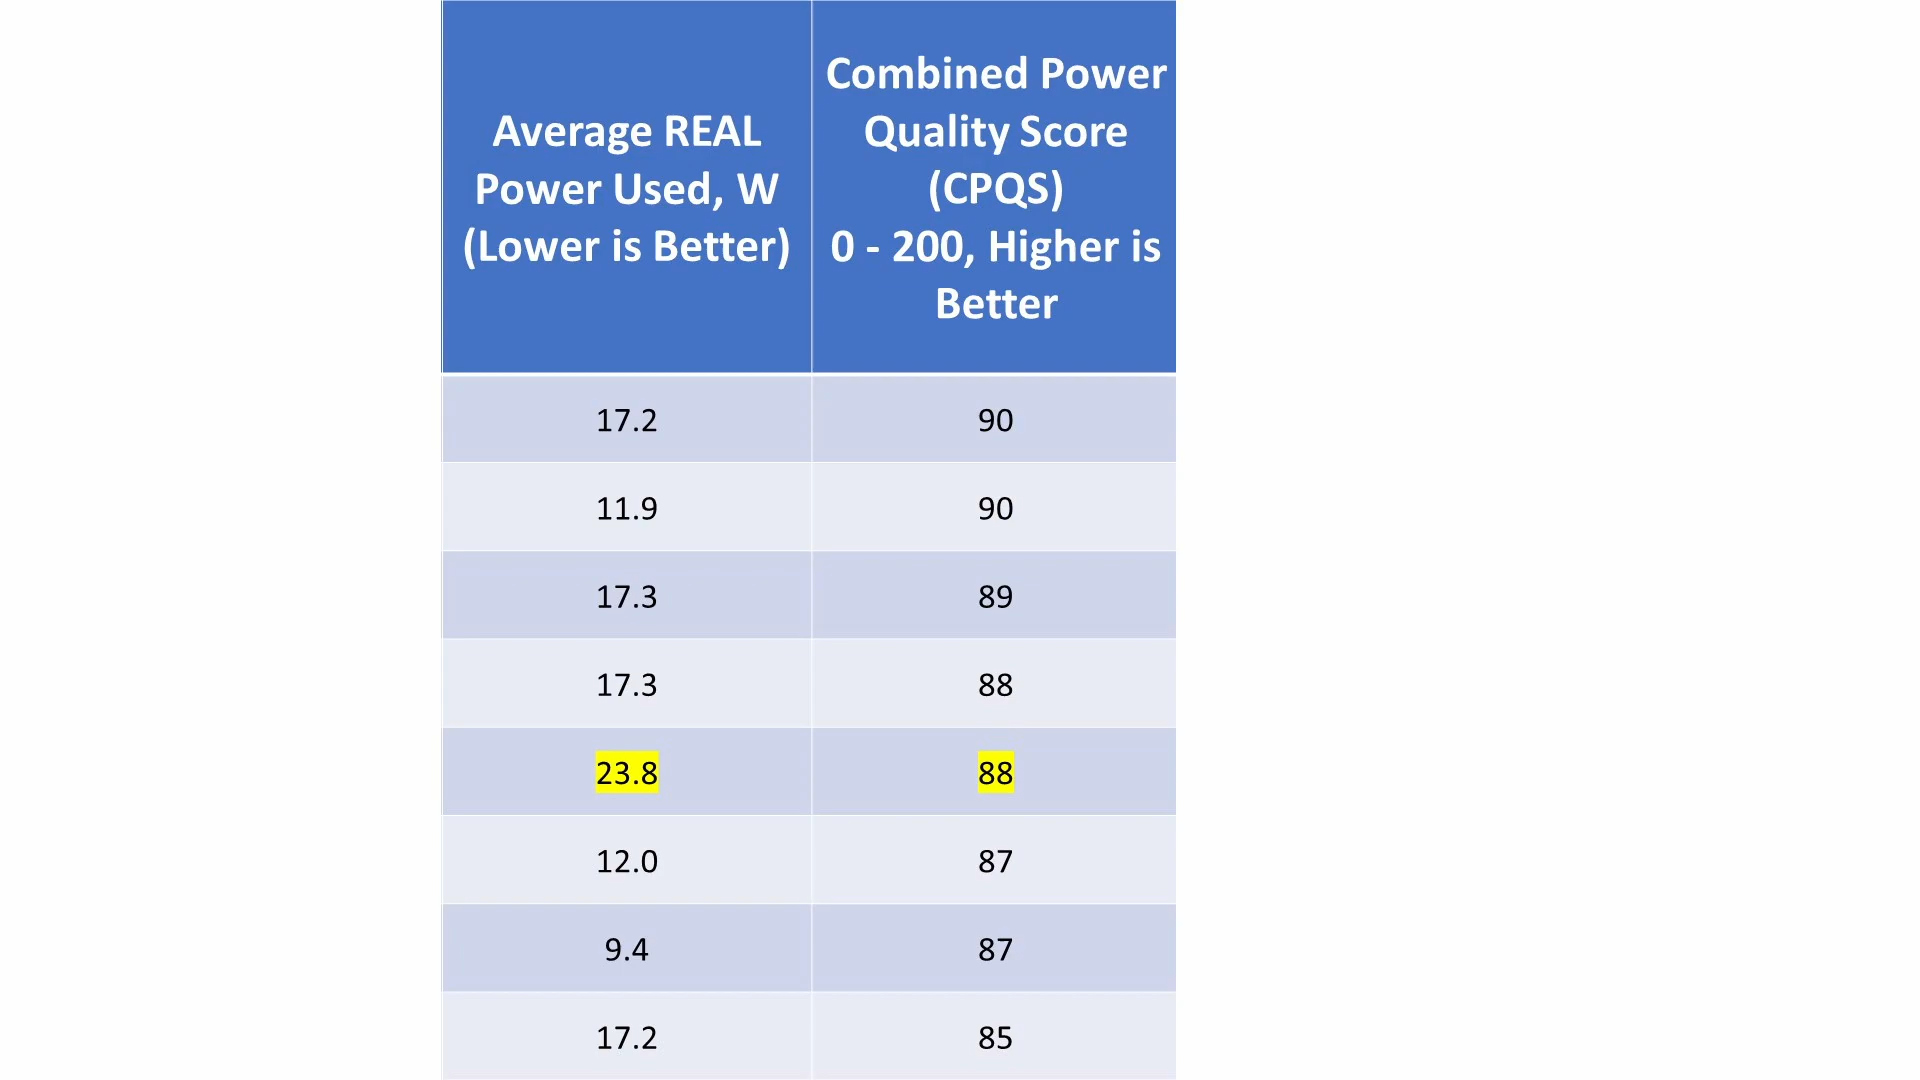 Average REAL
Power Used, W
(Lower is Better)
Combined Power
Quality Score
(CPQS)
0 - 200, Higher is
Better
17.2 90
11.9 90
17.3 89
17.3 88
23.8 88
12.0 87
9.4 87
17.2 85